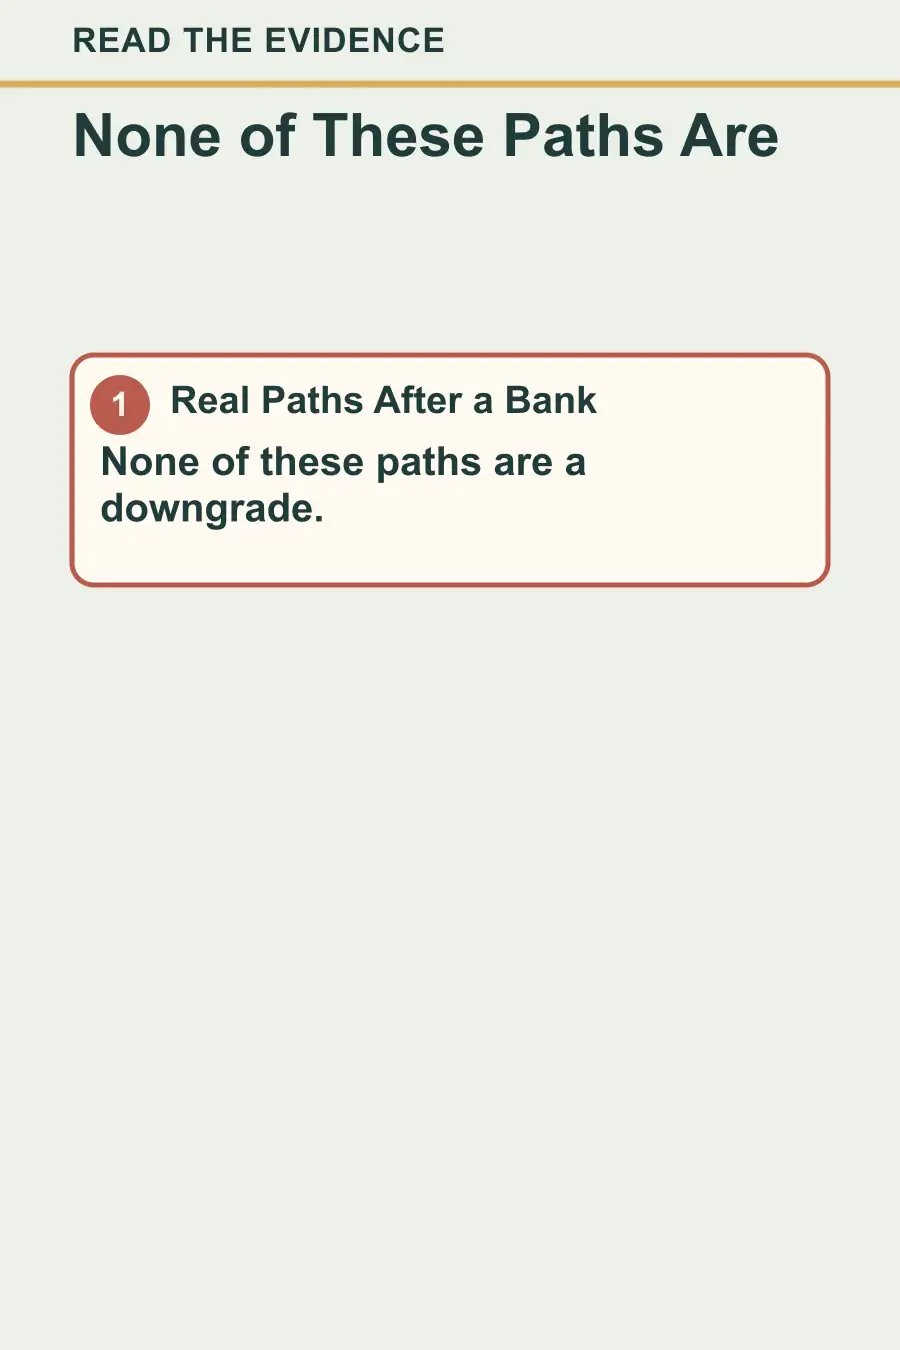 READ THE EVIDENCE
None of These Paths Are
1
Real Paths After a Bank
None of these paths are a
downgrade.